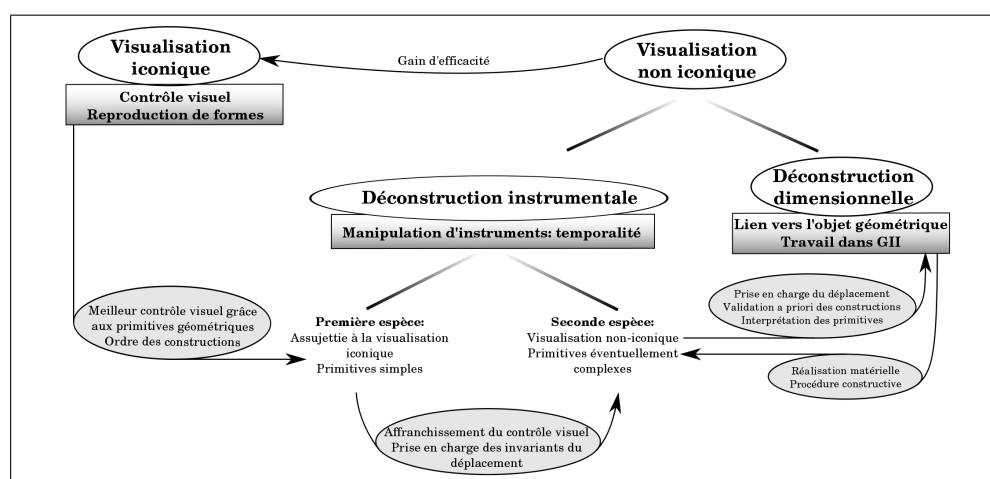 Visualisation
iconique
Contrôle visuel
Reproduction de formes
Gain d'efficacité
Visualisation
non iconique
Déconstruction instrumentale
Manipulation d'instruments: temporalité
Déconstruction
dimensionnelle
Lien vers l'objet géométrique
Travail dans GII
Meilleur contrôle visuel grâce
aux primitives géométriques
Ordre des constructions
Première espèce:
Assujettie à la visualisation
iconique
Primitives simples
Seconde espèce:
Visualisation non-iconique
Primitives éventuellement
complexes
Prise en charge du déplacement
Validation a priori des constructions
Interprétation des primitives
Réalisation matérielle
Procédure constructive
Affranchissement du contrôle visuel
Prise en charge des invariants du
déplacement